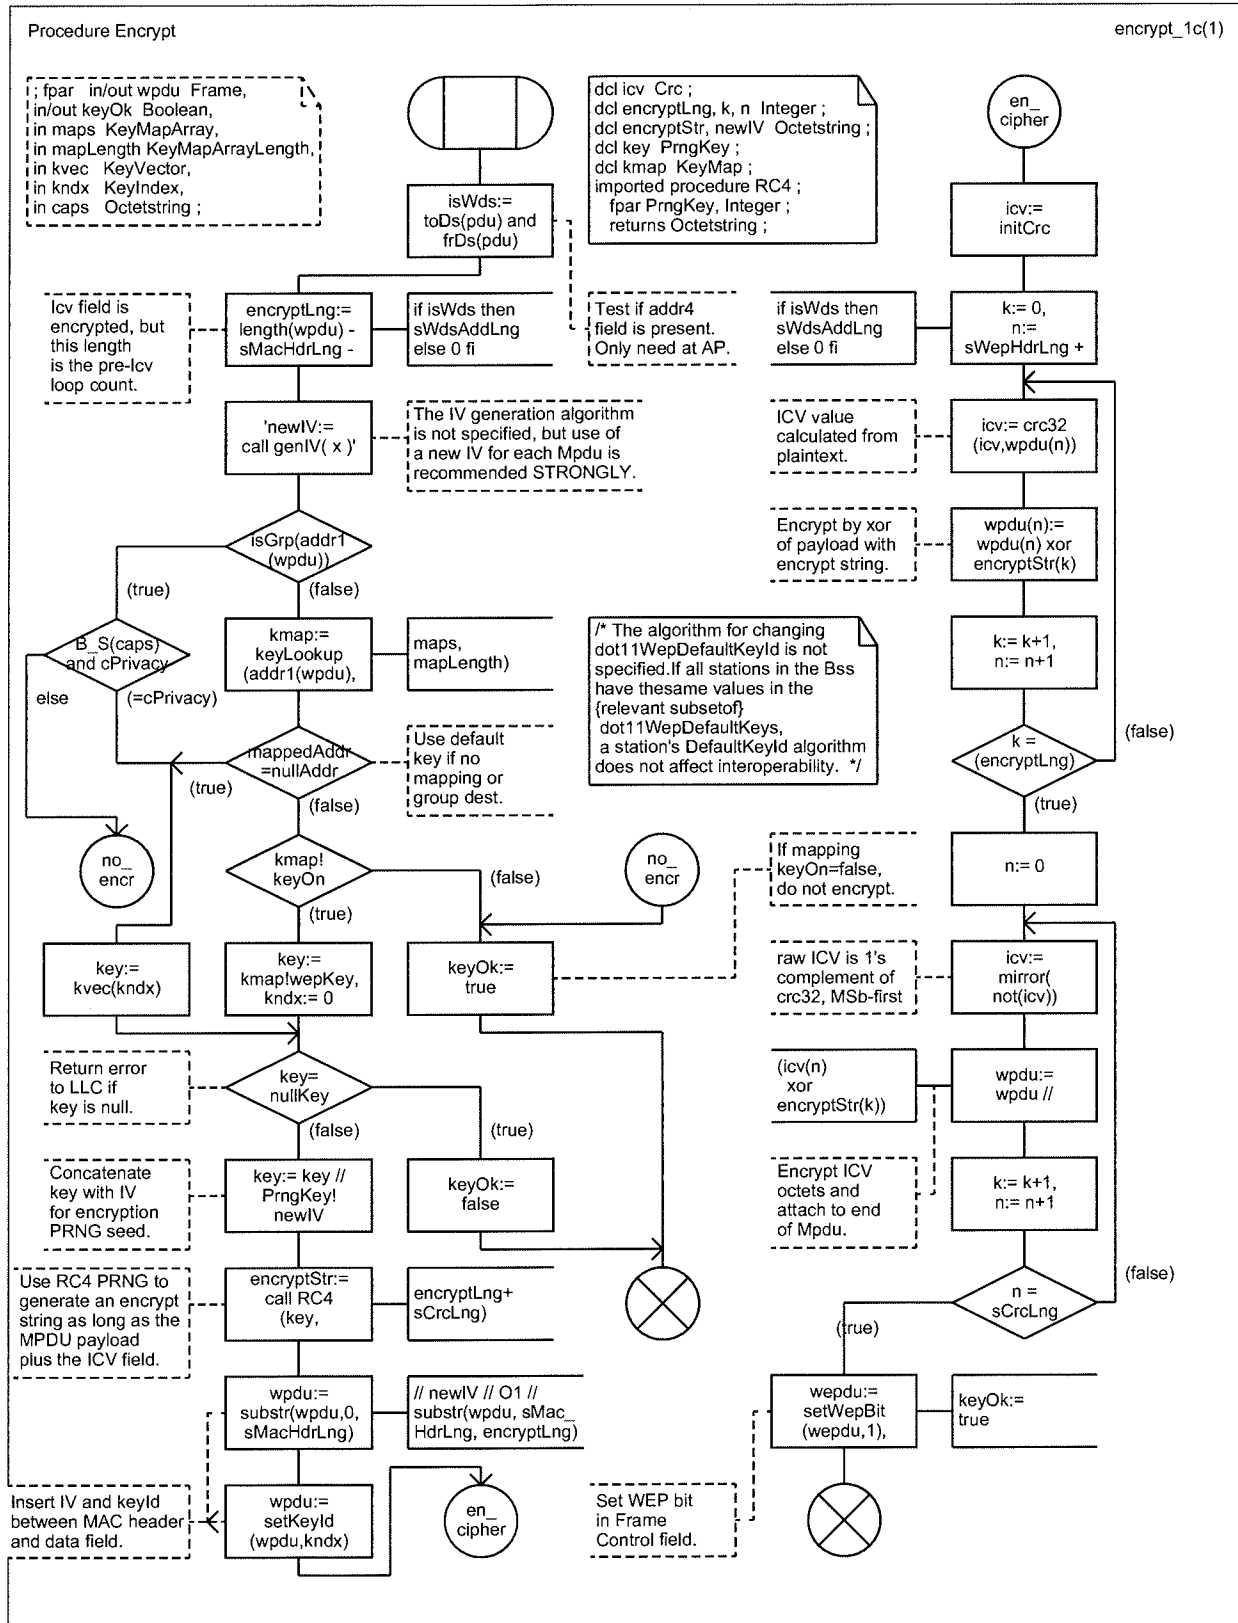 Procedure Encrypt
encrypt_1c(1)
; fpar in/out wpdu Frame,
in/out keyOk Boolean,
in maps KeyMapArray,
in mapLength KeyMapArrayLength,
in kvec KeyVector,
in kndx KeyIndex,
in caps Octetstring ;
dcl icv Crc ;
dcl encryptLng, k, n Integer ;
dcl encryptStr, newIV Octetstring ;
dcl key PrngKey ;
dcl kmap KeyMap ;
imported procedure RC4 ;
fpar PrngKey, Integer ;
returns Octetstring ;
isWds:=
toDs(pdu) and
frDs(pdu)
Icv field is
encrypted, but
this length
is the pre-Icv
loop count.
encryptLng:=
length(wpdu) -
sMacHdrLng -
if isWds then
sWdsAddLng
else 0 fi
Test if addr4
field is present.
Only need at AP.
'newIV:=
call genIV( x )'
The IV generation algorithm
is not specified, but use of
a new IV for each Mpdu is
recommended STRONGLY.
isGrp(addr1
(wpdu))
(true)
(false)
B_S(caps)
and cPrivacy
else
(=cPrivacy)
kmap:=
keyLookup
(addr1(wpdu),
maps,
mapLength)
/* The algorithm for changing
dot11WepDefaultKeyId is not
specified.If all stations in the Bss
have thesame values in the
{relevant subsetof}
dot11WepDefaultKeys,
a station's DefaultKeyId algorithm
does not affect interoperability. */
mappedAddr
=nullAddr
(true)
(false)
Use default
key if no
mapping or
group dest.
no_
encr
kmap!
keyOn
(false)
(true)
no_
encr
If mapping
keyOn=false,
do not encrypt.
key:=
kvec(kndx)
key:=
kmap!wepKey,
kndx:= 0
keyOk:=
true
Return error
to LLC if
key is null.
key=
nullKey
(false)
(true)
Concatenate
key with IV
for encryption
PRNG seed.
key:= key //
PrngKey!
newIV
keyOk:=
false
Use RC4 PRNG to
generate an encrypt
string as long as the
MPDU payload
plus the ICV field.
encryptStr:=
call RC4
(key,
encryptLng+
sCrcLng)
wpdu:=
substr(wpdu,0,
sMacHdrLng)
// newIV // O1 //
substr(wpdu, sMac_
HdrLng, encryptLng)
Insert IV and keyId
between MAC header
and data field.
wpdu:=
setKeyId
(wpdu,kndx)
en_
cipher
en_
cipher
icv:=
initCrc
if isWds then
sWdsAddLng
else 0 fi
k:= 0,
n:=
sWepHdrLng +
ICV value
calculated from
plaintext.
icv:= crc32
(icv,wpdu(n))
Encrypt by xor
of payload with
encrypt string.
wpdu(n):=
wpdu(n) xor
encryptStr(k)
k:= k+1,
n:= n+1
k =
(encryptLng)
(false)
(true)
n:= 0
raw ICV is 1's
complement of
crc32, MSb-first
icv:=
mirror(
not(icv))
(icv(n)
xor
encryptStr(k))
wpdu:=
wpdu //
Encrypt ICV
octets and
attach to end
of Mpdu.
k:= k+1,
n:= n+1
n =
sCrcLng
(false)
(true)
wepdu:=
setWepBit
(wepdu,1),
keyOk:=
true
Set WEP bit
in Frame
Control field.